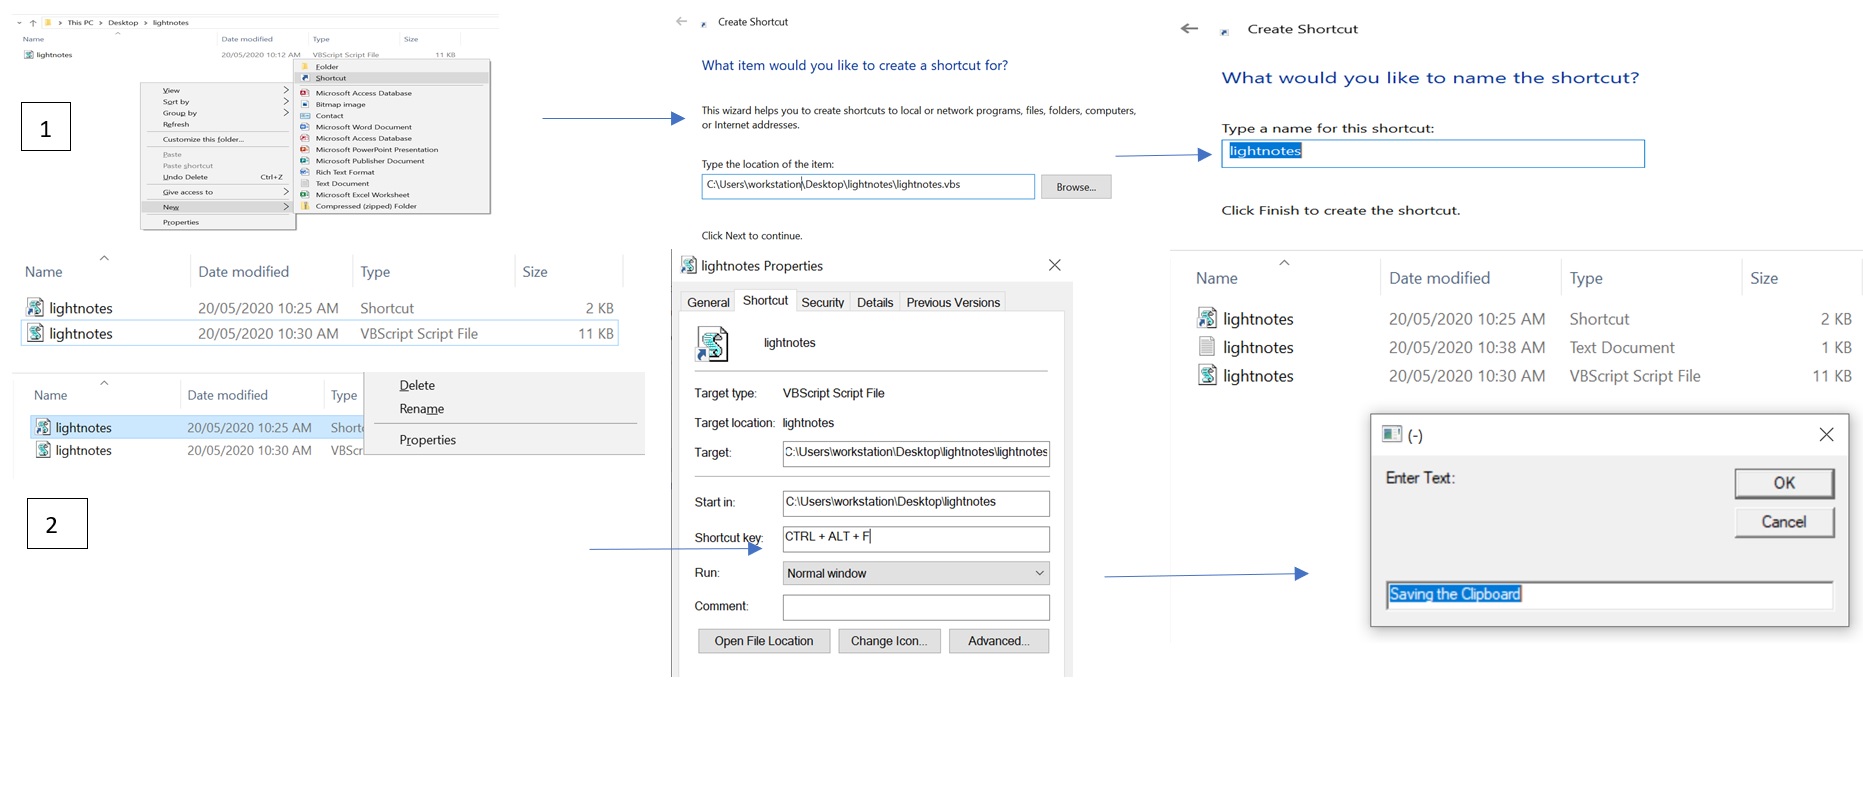 This PC > Desktop > lightnotes
Name Date modified Type Size
lightnotes 20/05/2020 10:12 AM VBScript Script File 11 KB
Folder
Shortcut
Microsoft Access Database
Bitmap image
Contact
Microsoft Word Document
Microsoft Access Database
Microsoft PowerPoint Presentation
Microsoft Publisher Document
Rich Text Format
Text Document
Microsoft Excel Worksheet
Compressed (zipped) Folder
View
Sort by
Group by
Refresh
Customize this folder...
Paste
Paste shortcut
Undo Delete Ctrl+Z
Give access to
New
Properties
1
Create Shortcut
What item would you like to create a shortcut for?
This wizard helps you to create shortcuts to local or network programs, files, folders, computers,
or Internet addresses.
Type the location of the item:
C:\Users\workstation\Desktop\lightnotes\lightnotes.vbs
Browse...
Click Next to continue.
Create Shortcut
What would you like to name the shortcut?
Type a name for this shortcut:
lightnotes
Click Finish to create the shortcut.
Name Date modified Type Size
lightnotes 20/05/2020 10:25 AM Shortcut 2 KB
lightnotes 20/05/2020 10:30 AM VBScript Script File 11 KB
Name Date modified Type
lightnotes 20/05/2020 10:25 AM Shortc
lightnotes 20/05/2020 10:30 AM VBScr
Delete
Rename
Properties
2
lightnotes Properties
General Shortcut Security Details Previous Versions
lightnotes
Target type: VBScript Script File
Target location: lightnotes
Target: C:\Users\workstation\Desktop\lightnotes\lightnotes
Start in: C:\Users\workstation\Desktop\lightnotes
Shortcut key: CTRL + ALT + F
Run: Normal window
Comment:
Open File Location Change Icon... Advanced...
Name Date modified Type Size
lightnotes 20/05/2020 10:25 AM Shortcut 2 KB
lightnotes 20/05/2020 10:38 AM Text Document 1 KB
lightnotes 20/05/2020 10:30 AM VBScript Script File 11 KB
(-)
Enter Text:
OK
Cancel
Saving the Clipboard